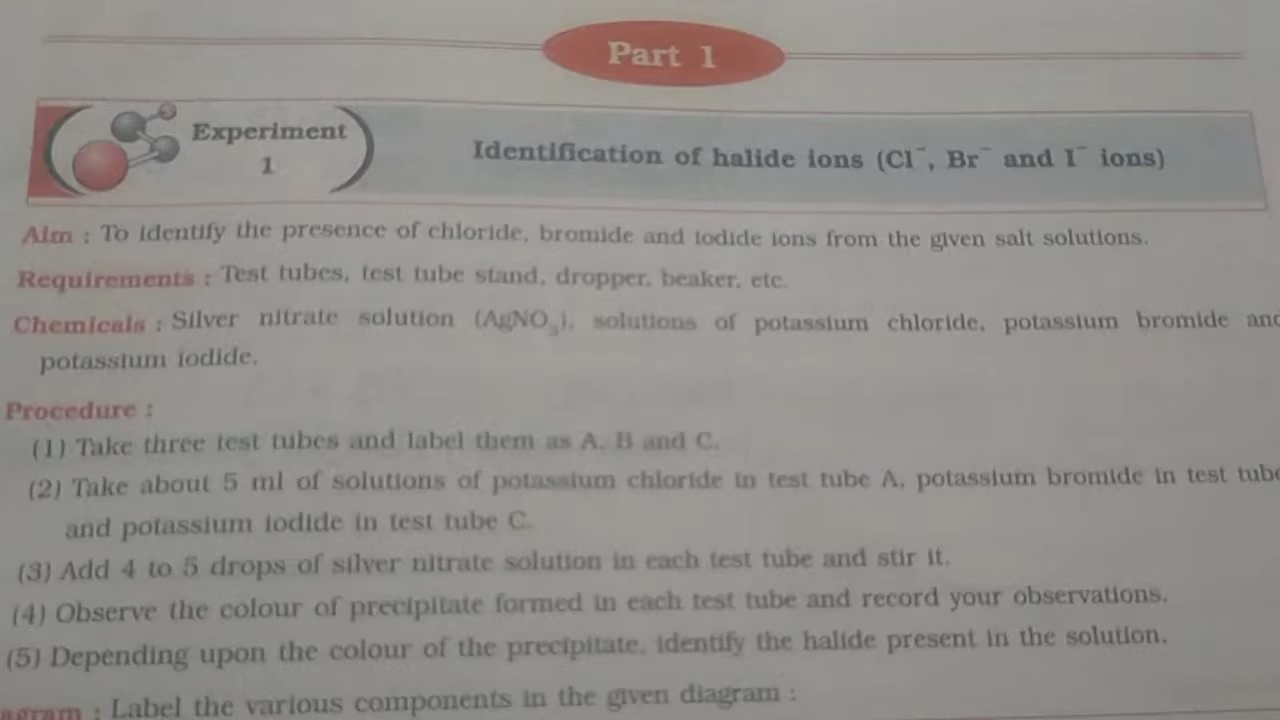 Part 1
Experiment
1
Identification of halide ions (Cl⁻, Br⁻ and I⁻ ions)
Aim : To identify the presence of chloride, bromide and iodide ions from the given salt solutions.
Requirements : Test tubes, test tube stand, dropper, beaker, etc.
Chemicals : Silver nitrate solution (AgNO₃), solutions of potassium chloride, potassium bromide and
potassium iodide.
Procedure :
(1) Take three test tubes and label them as A, B and C.
(2) Take about 5 ml of solutions of potassium chloride in test tube A, potassium bromide in test tube
and potassium iodide in test tube C.
(3) Add 4 to 5 drops of silver nitrate solution in each test tube and stir it.
(4) Observe the colour of precipitate formed in each test tube and record your observations.
(5) Depending upon the colour of the precipitate, identify the halide present in the solution.
agram : Label the various components in the given diagram :